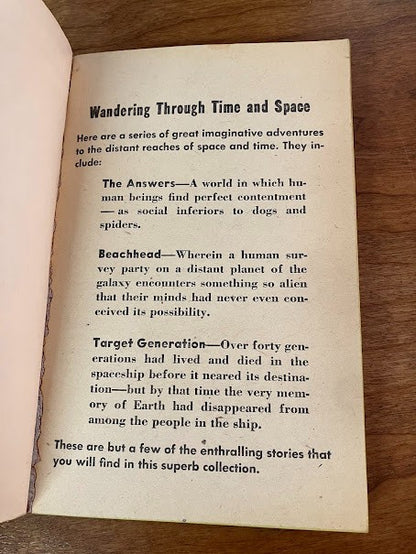 Wandering Through Time and Space
Here are a series of great imaginative adventures
to the distant reaches of space and time. They in-
clude:
The Answers—A world in which hu-
man beings find perfect contentment
—as social inferiors to dogs and
spiders.
Beachhead—Wherein a human sur-
vey party on a distant planet of the
galaxy encounters something so alien
that their minds had never even con-
ceived its possibility.
Target Generation—Over forty gen-
erations had lived and died in the
spaceship before it neared its destina-
tion—but by that time the very mem-
ory of Earth had disappeared from
among the people in the ship.
These are but a few of the enthralling stories that
you will find in this superb collection.